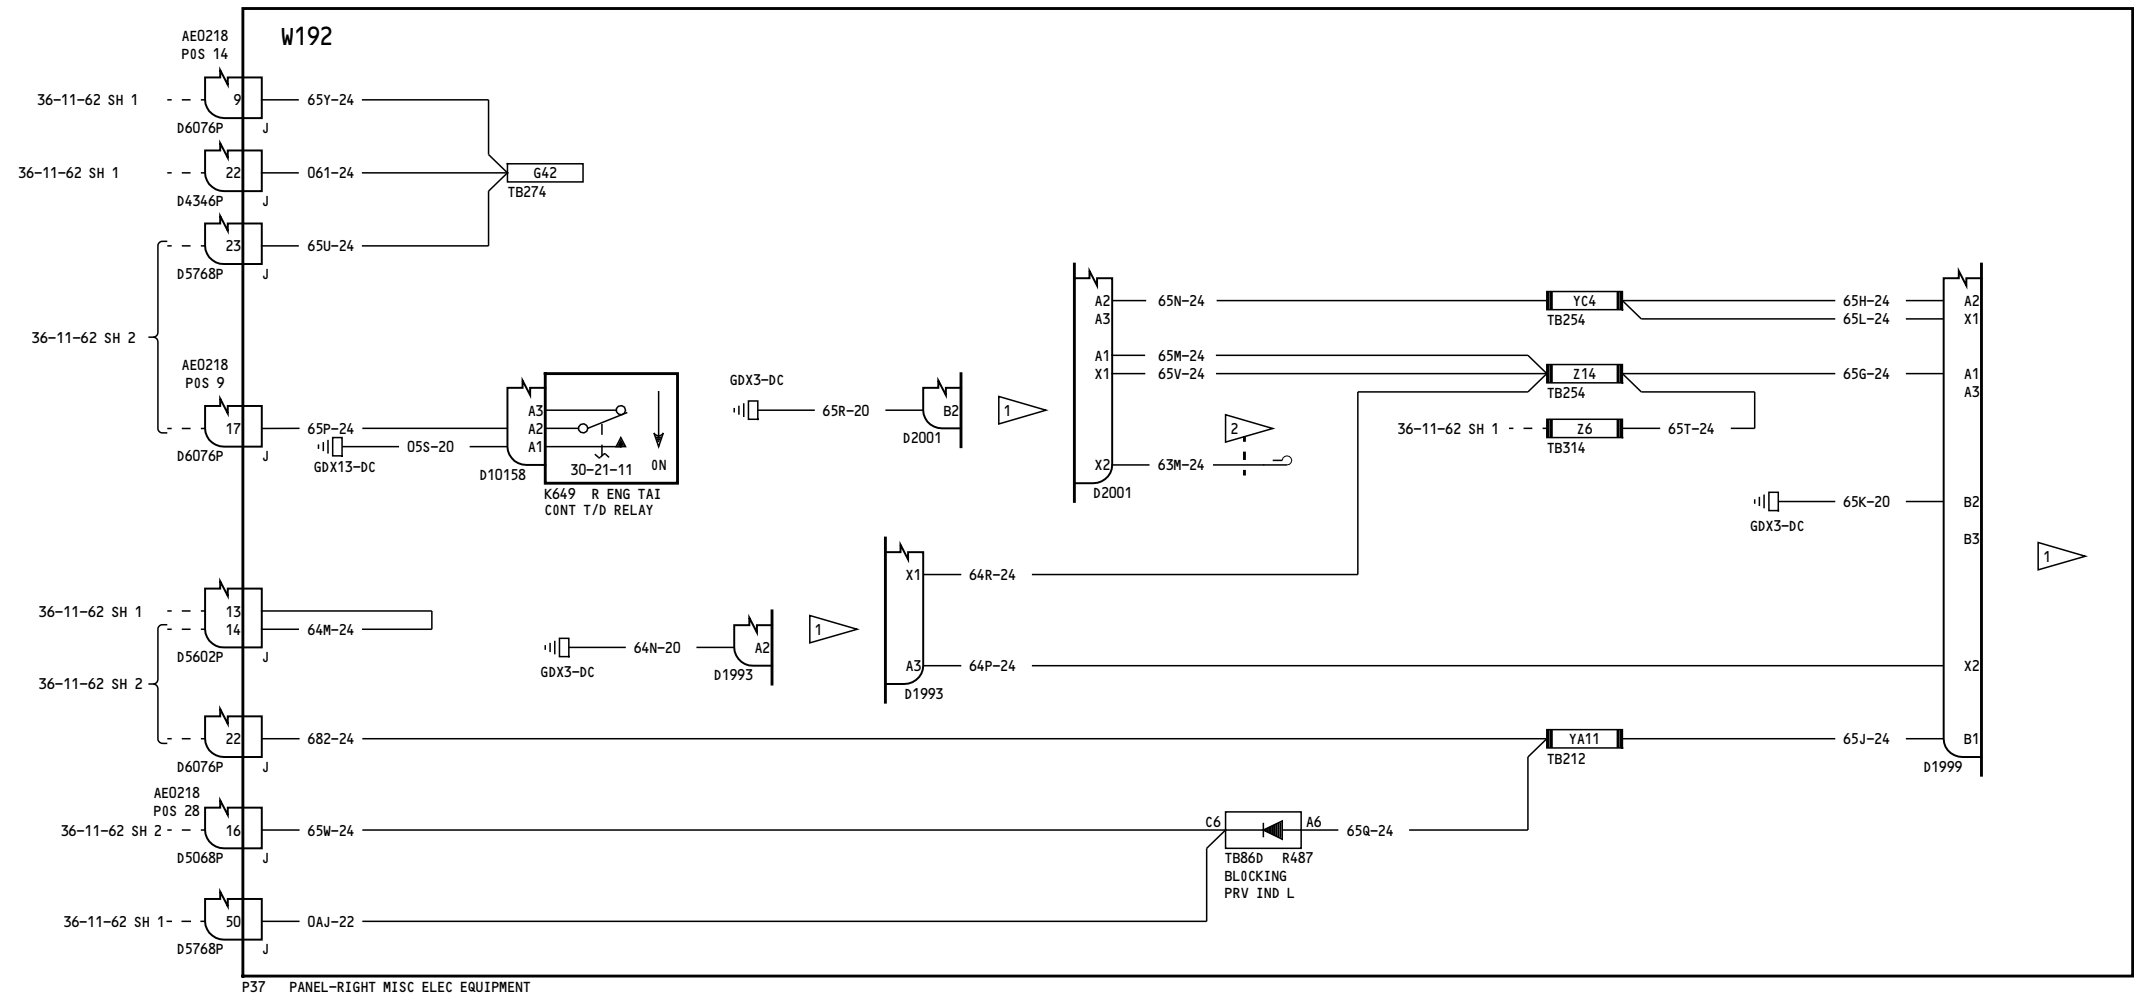 W192
AE0218
POS 14
36-11-62 SH 1
9
65Y-24
D6076P
J
36-11-62 SH 1
22
061-24
G42
TB274
D4346P
J
23
65U-24
D5768P
J
36-11-62 SH 2
AE0218
POS 9
17
65P-24
D6076P
J
GDX13-DC
05S-20
A3
A2
A1
D10158
30-21-11
ON
K649 R ENG TAI
CONT T/D RELAY
GDX3-DC
65R-20
B2
D2001
1
A2
65N-24
YC4
TB254
65H-24
A2
A3
65L-24
X1
A1
65M-24
X1
65V-24
Z14
TB254
65G-24
A1
A3
2
36-11-62 SH 1
Z6
TB314
65T-24
X2
63M-24
D2001
GDX3-DC
65K-20
B2
B3
1
X1
64R-24
36-11-62 SH 1
13
14
64M-24
D5602P
J
36-11-62 SH 2
GDX3-DC
64N-20
A2
D1993
1
A3
64P-24
X2
D1993
22
682-24
YA11
TB212
65J-24
B1
D1999
D6076P
J
AE0218
POS 28
36-11-62 SH 2
16
65W-24
C6
A6
65Q-24
TB86D R487
BLOCKING
PRV IND L
D5068P
J
36-11-62 SH 1
50
0AJ-22
D5768P
J
P37 PANEL-RIGHT MISC ELEC EQUIPMENT